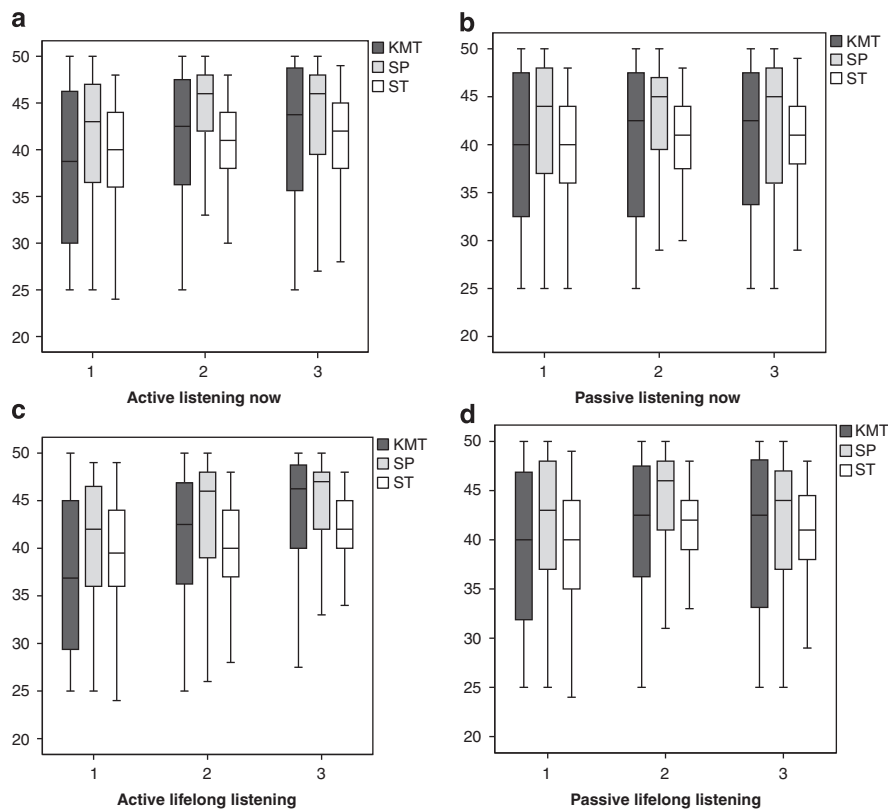 a
50
45
40
35
30
25
20
1 2 3
Active listening now
KMT
SP
ST
b
50
45
40
35
30
25
20
1 2 3
Passive listening now
KMT
SP
ST
c
50
45
40
35
30
25
20
1 2 3
Active lifelong listening
KMT
SP
ST
d
50
45
40
35
30
25
20
1 2 3
Passive lifelong listening
KMT
SP
ST